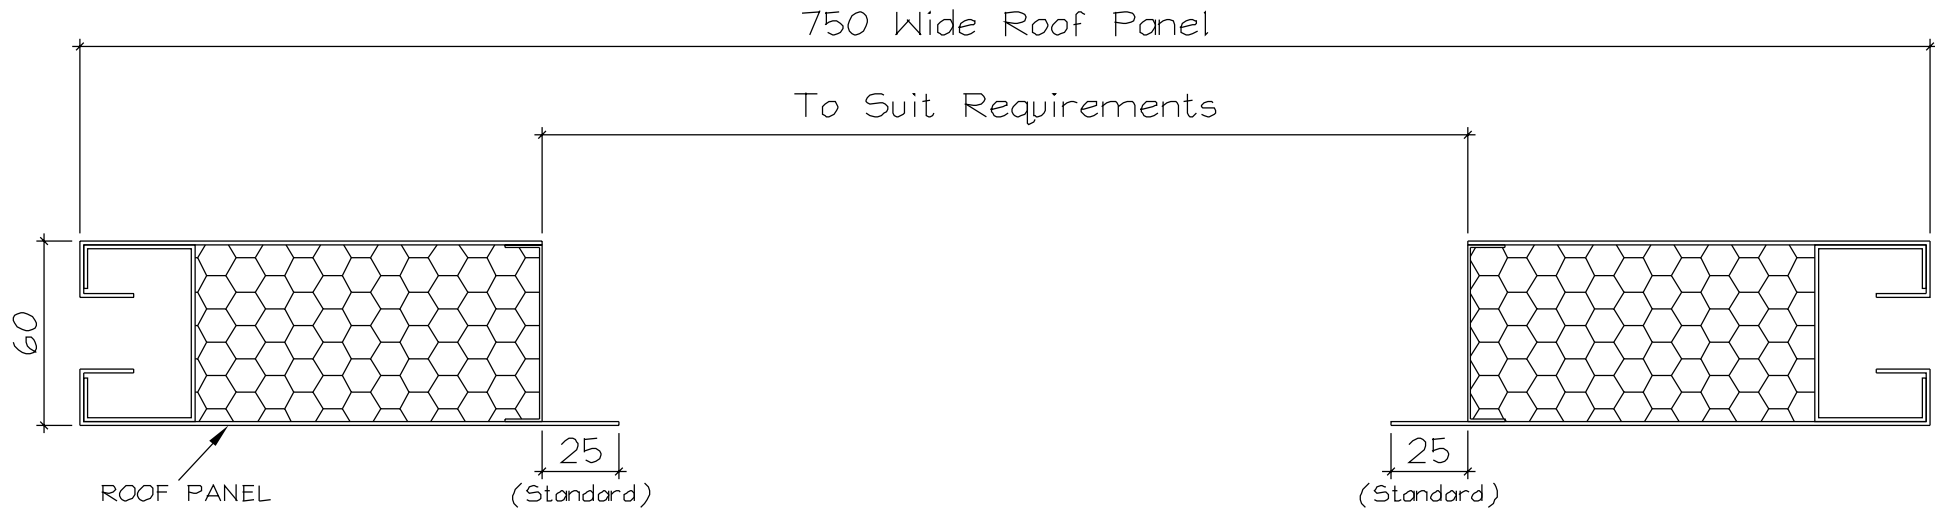 750 Wide Roof Panel
To Suit Requirements
60
25
25
(Standard)
(Standard)
ROOF PANEL